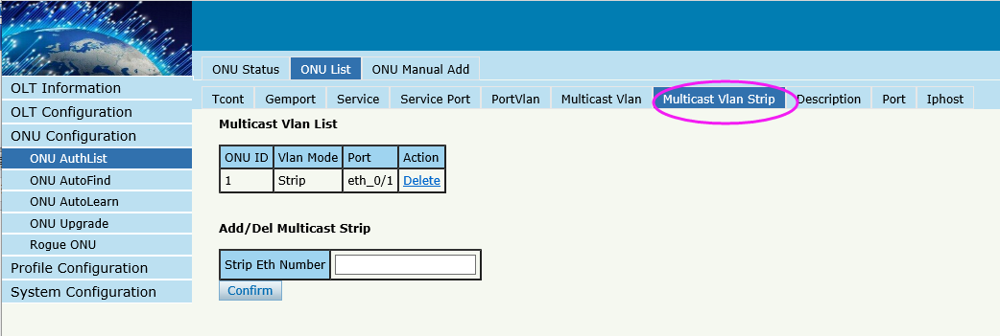 ONU Status ONU List ONU Manual Add
OLT Information
OLT Configuration
ONU Configuration
ONU AuthList
ONU AutoFind
ONU AutoLearn
ONU Upgrade
Rogue ONU
Profile Configuration
System Configuration
Tcont Gemport Service Service Port PortVlan Multicast Vlan Multicast Vlan Strip Description Port Iphost
Multicast Vlan List
ONU ID Vlan Mode Port Action
1 Strip eth_0/1 Delete
Add/Del Multicast Strip
Strip Eth Number
Confirm